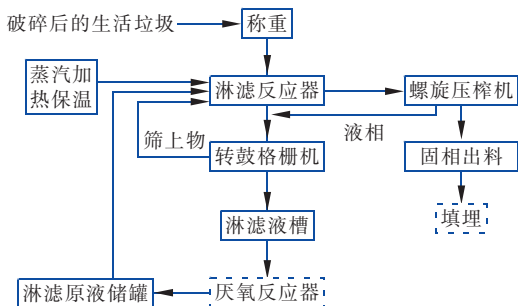 破碎后的生活垃圾
称重
蒸汽加
热保温
淋滤反应器
螺旋压榨机
筛上物
液相
转鼓格栅机
固相出料
淋滤液槽
填埋
淋滤原液储罐
厌氧反应器